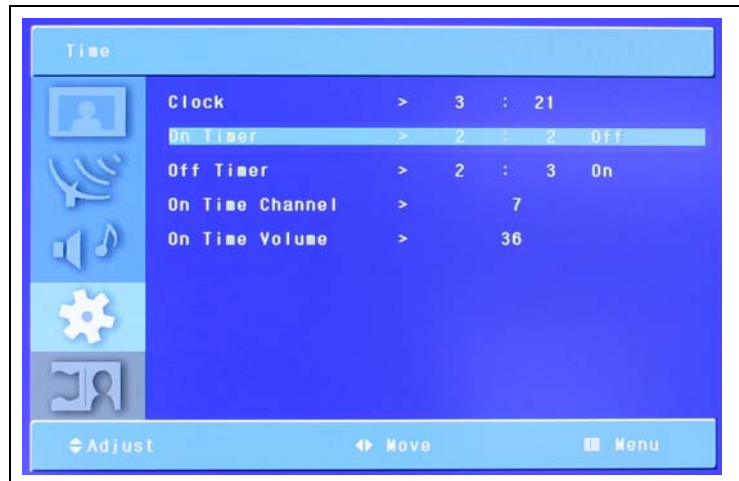 Time
Clock > 3 : 21
On Timer > 2 : 2 Off
Off Timer > 2 : 3 On
On Time Channel > 7
On Time Volume > 36
Adjust Move Menu